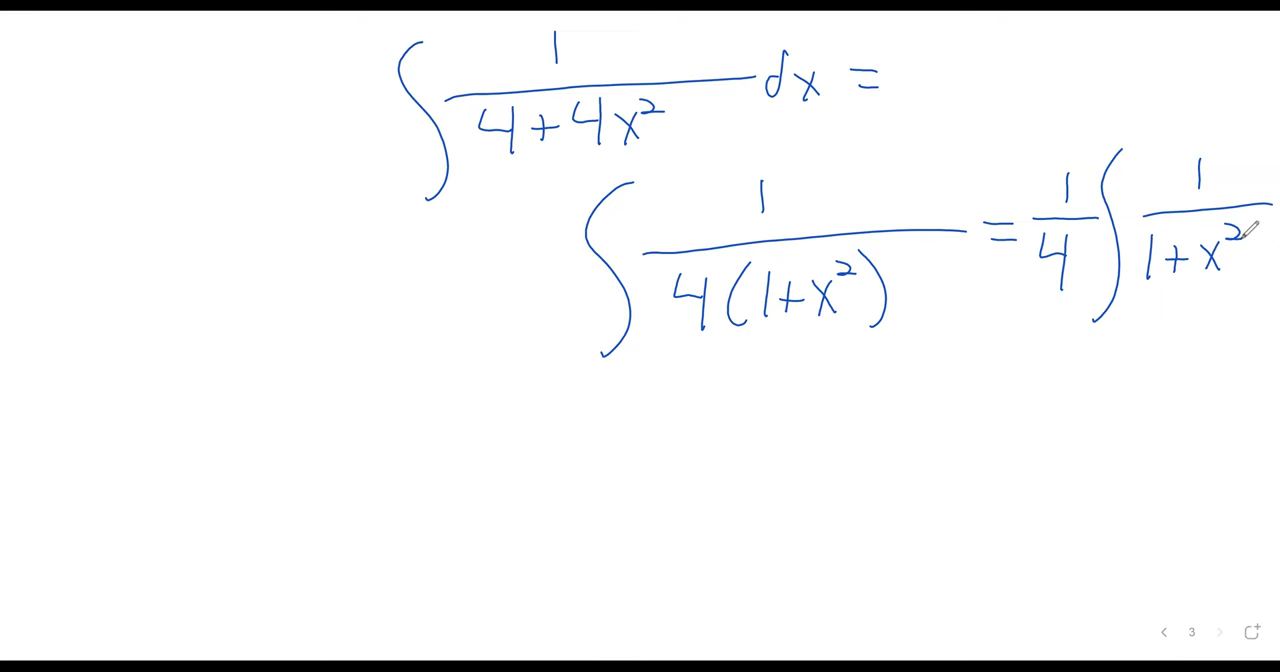 ∫ 1/(4+4x²) dx =
∫ 1/(4(1+x²)) = 1/4 ∫ 1/(1+x²)
3